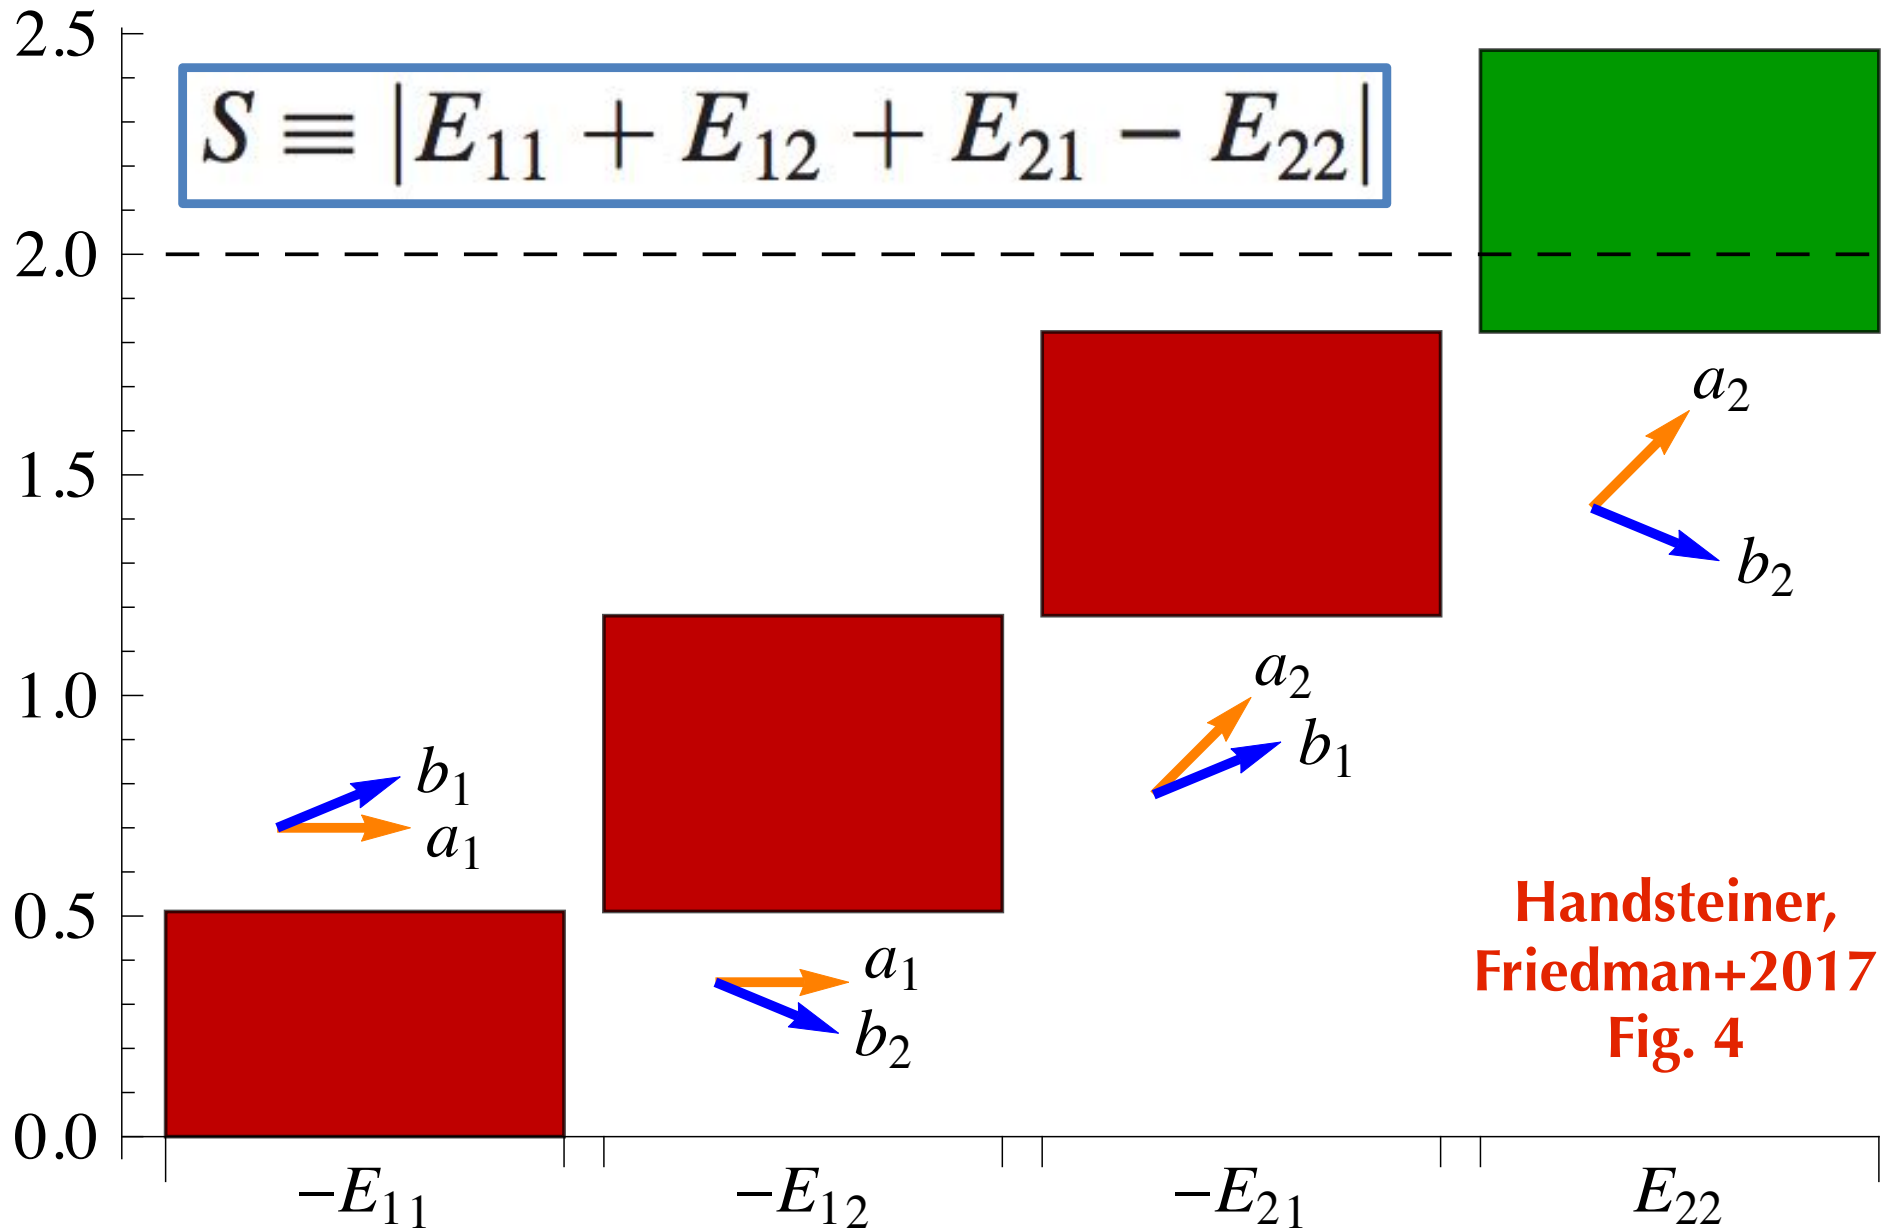 2.5
S ≡ |E₁₁ + E₁₂ + E₂₁ − E₂₂|
2.0
a₂
1.5
b₂
a₂
1.0
b₁
b₁
a₁
Handsteiner,
0.5
a₁
Friedman+2017
b₂
Fig. 4
0.0
−E₁₁ −E₁₂ −E₂₁ E₂₂